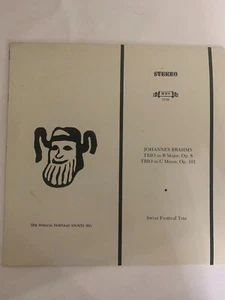 STEREO
JOHANNES BRAHMS
TRIO in B Major, Op. 8
TRIO in C Minor, Op. 101
Swiss Festival Trio
THE MUSICAL HERITAGE SOCIETY INC.